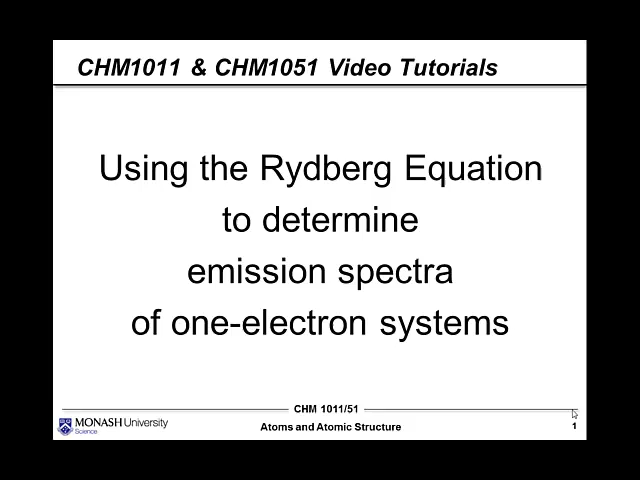 CHM1011 & CHM1051 Video Tutorials
Using the Rydberg Equation
to determine
emission spectra
of one-electron systems
CHM 1011/51
MONASH University
Science
Atoms and Atomic Structure
1